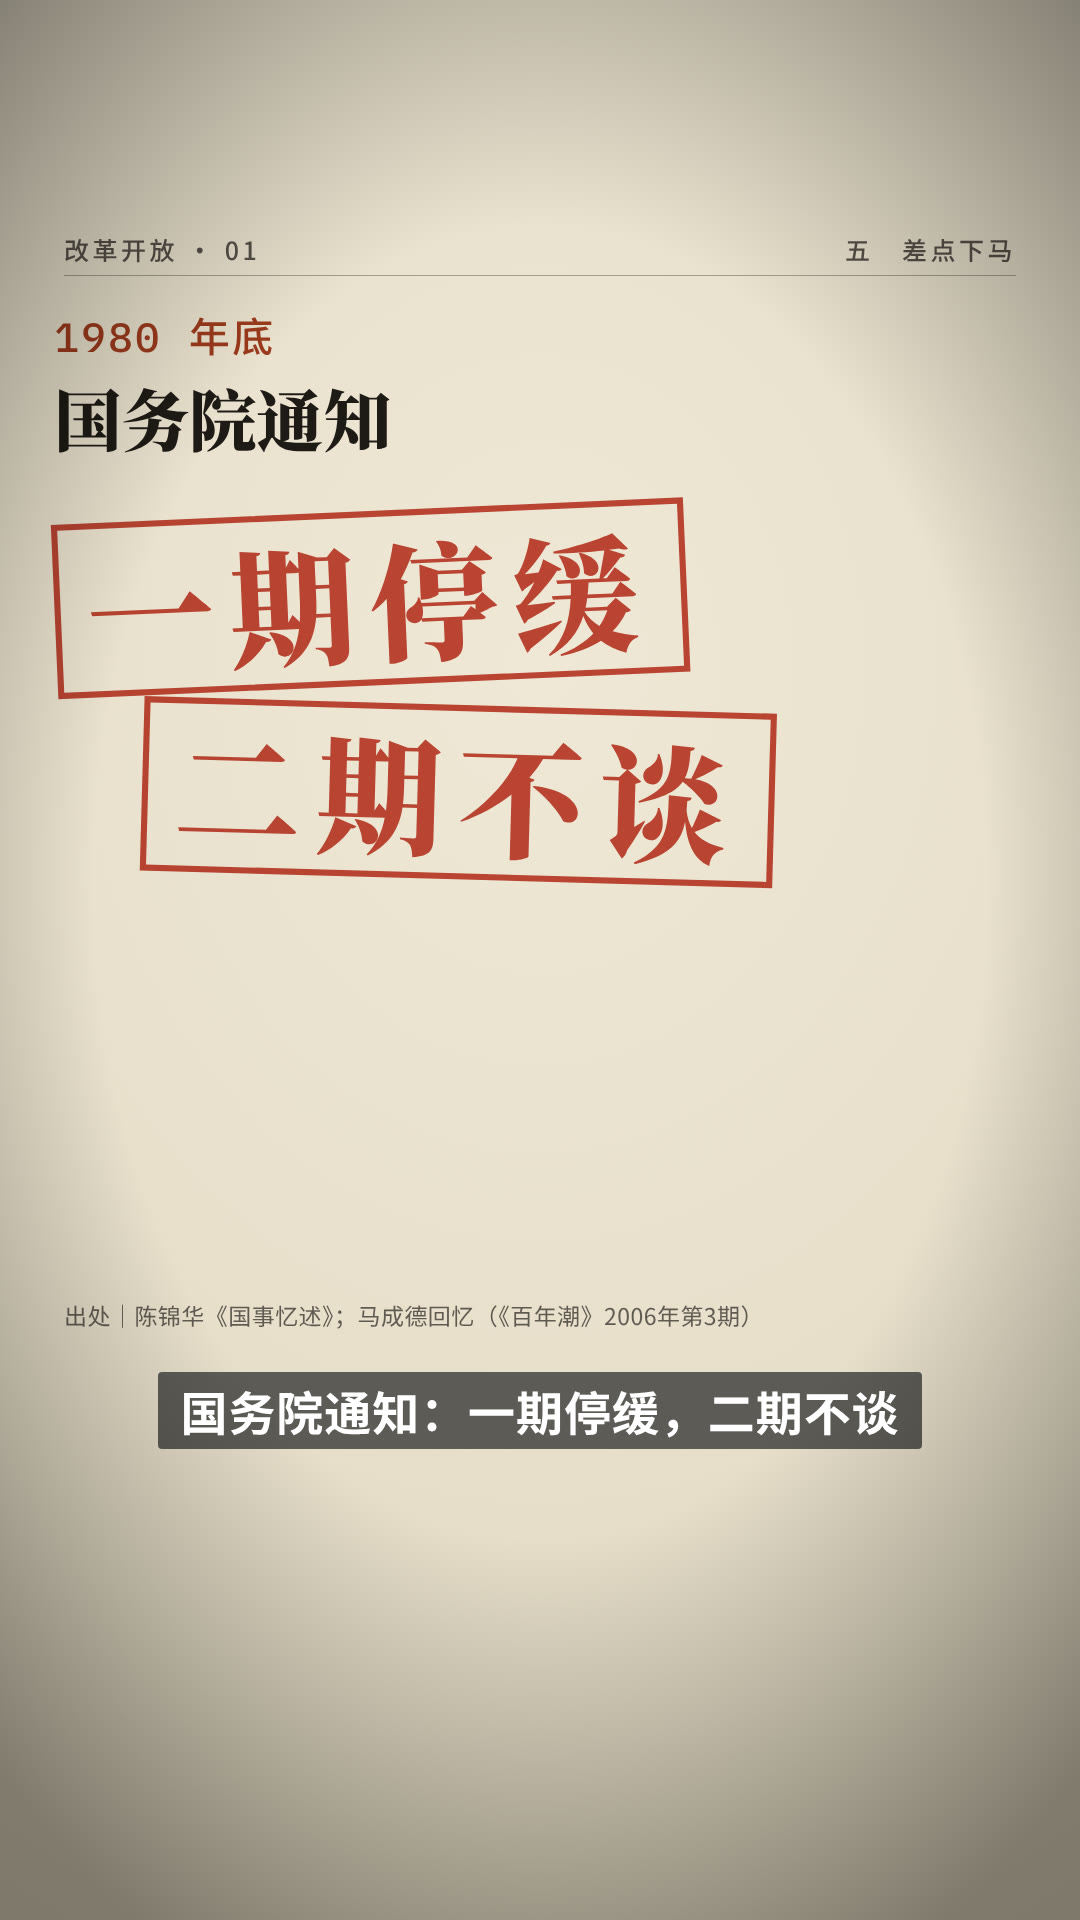 改革开放 · 01
五 差点下马
1980 年底
国务院通知
一期停缓
二期不谈
出处｜陈锦华《国事忆述》；马成德回忆（《百年潮》2006年第3期）
国务院通知：一期停缓，二期不谈